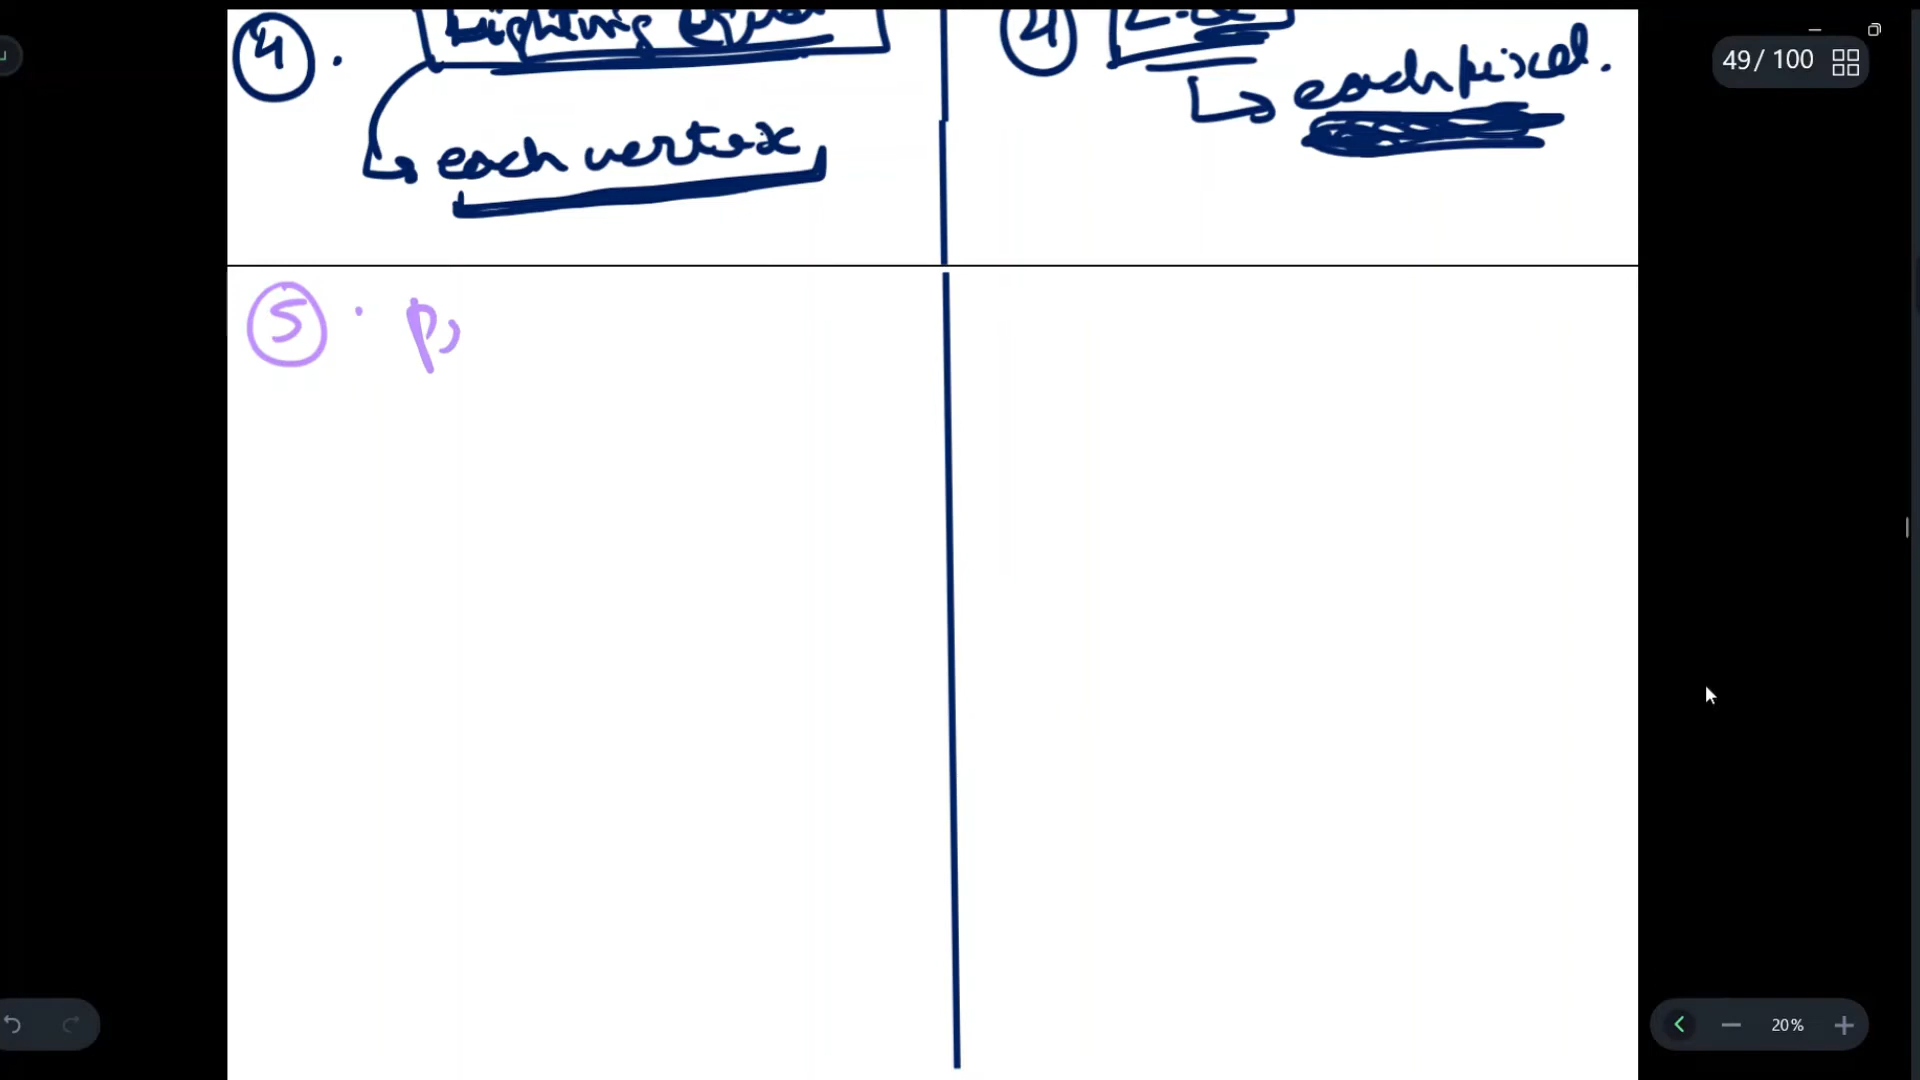 ④. Lighting
④
each pixel.
each vertex
49 / 100
⑤ · P
20%